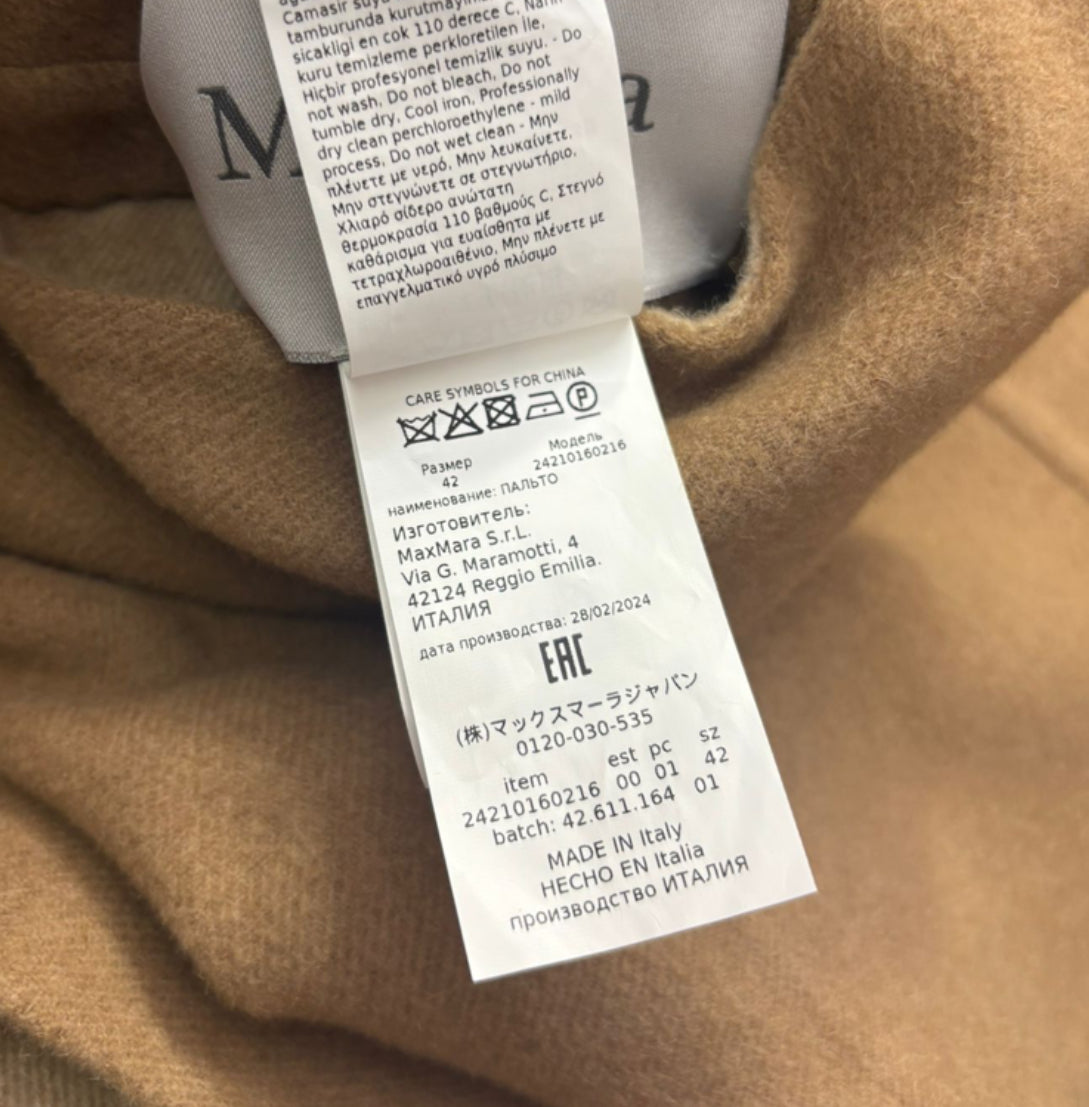 Camasir suyu
tamburunda kurutmayın
sicakligi en cok 110 derece C,
kuru temizleme perkloretilen ile,
Hiçbir profesyonel temizlik suyu. - Do
not wash, Do not bleach, Do not
tumble dry, Cool iron, Professionally
dry clean perchloroethylene - mild
process, Do not wet clean - Μην
πλένετε με νερό, Μην λευκαίνετε,
Μην στεγνώνετε σε στεγνωτήριο,
Χλιαρό σίδερο ανώτατη
θερμοκρασία 110 βαθμούς C, Στεγνό
καθάρισμα για ευαίσθητα με
τετραχλωροαιθένιο, Μην πλένετε με
επαγγελματικό υγρό πλύσιμο
CARE SYMBOLS FOR CHINA
P
Размер Модель
42 24210160216
наименование: ПАЛЬТО
Изготовитель:
MaxMara S.r.L.
Via G. Maramotti, 4
42124 Reggio Emilia.
ИТАЛИЯ
дата производства: 28/02/2024
EAC
(株)マックスマーラジャパン
0120-030-535
item est pc sz
24210160216 00 01 42
batch: 42.611.164 01
MADE IN Italy
HECHO EN Italia
производство ИТАЛИЯ